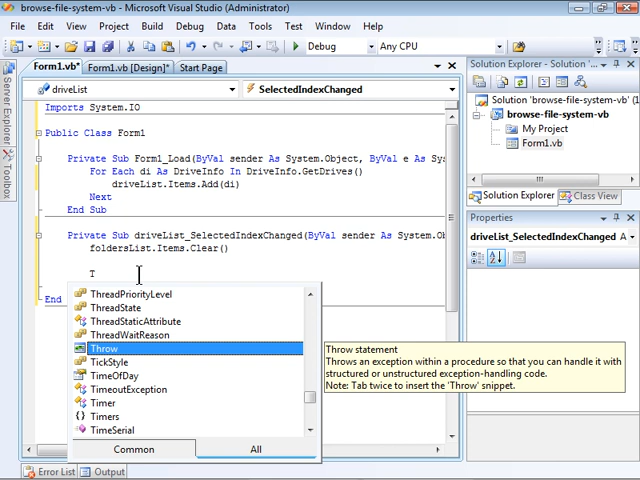 browse-file-system-vb - Microsoft Visual Studio (Administrator)
File Edit View Project Build Debug Data Tools Test Window Help
Debug Any CPU
Form1.vb* Form1.vb [Design]* Start Page
driveList SelectedIndexChanged
Imports System.IO
Public Class Form1
Private Sub Form1_Load(ByVal sender As System.Object, ByVal e As Sy
For Each di As DriveInfo In DriveInfo.GetDrives()
driveList.Items.Add(di)
Next
End Sub
Private Sub driveList_SelectedIndexChanged(ByVal sender As System.Ob
foldersList.Items.Clear()
T
End
ThreadPriorityLevel
ThreadState
ThreadStaticAttribute
ThreadWaitReason
Throw
TickStyle
TimeOfDay
TimeoutException
Timer
Timers
TimeSerial
Common All
Throw statement
Throws an exception within a procedure so that you can handle it with
structured or unstructured exception-handling code.
Note: Tab twice to insert the 'Throw' snippet.
Server Explorer
Toolbox
Solution Explorer - Solution '...
Solution 'browse-file-system-vb' (1
browse-file-system-vb
My Project
Form1.vb
Solution Explorer Class View
Properties
driveList_SelectedIndexChanged A
Error List Output